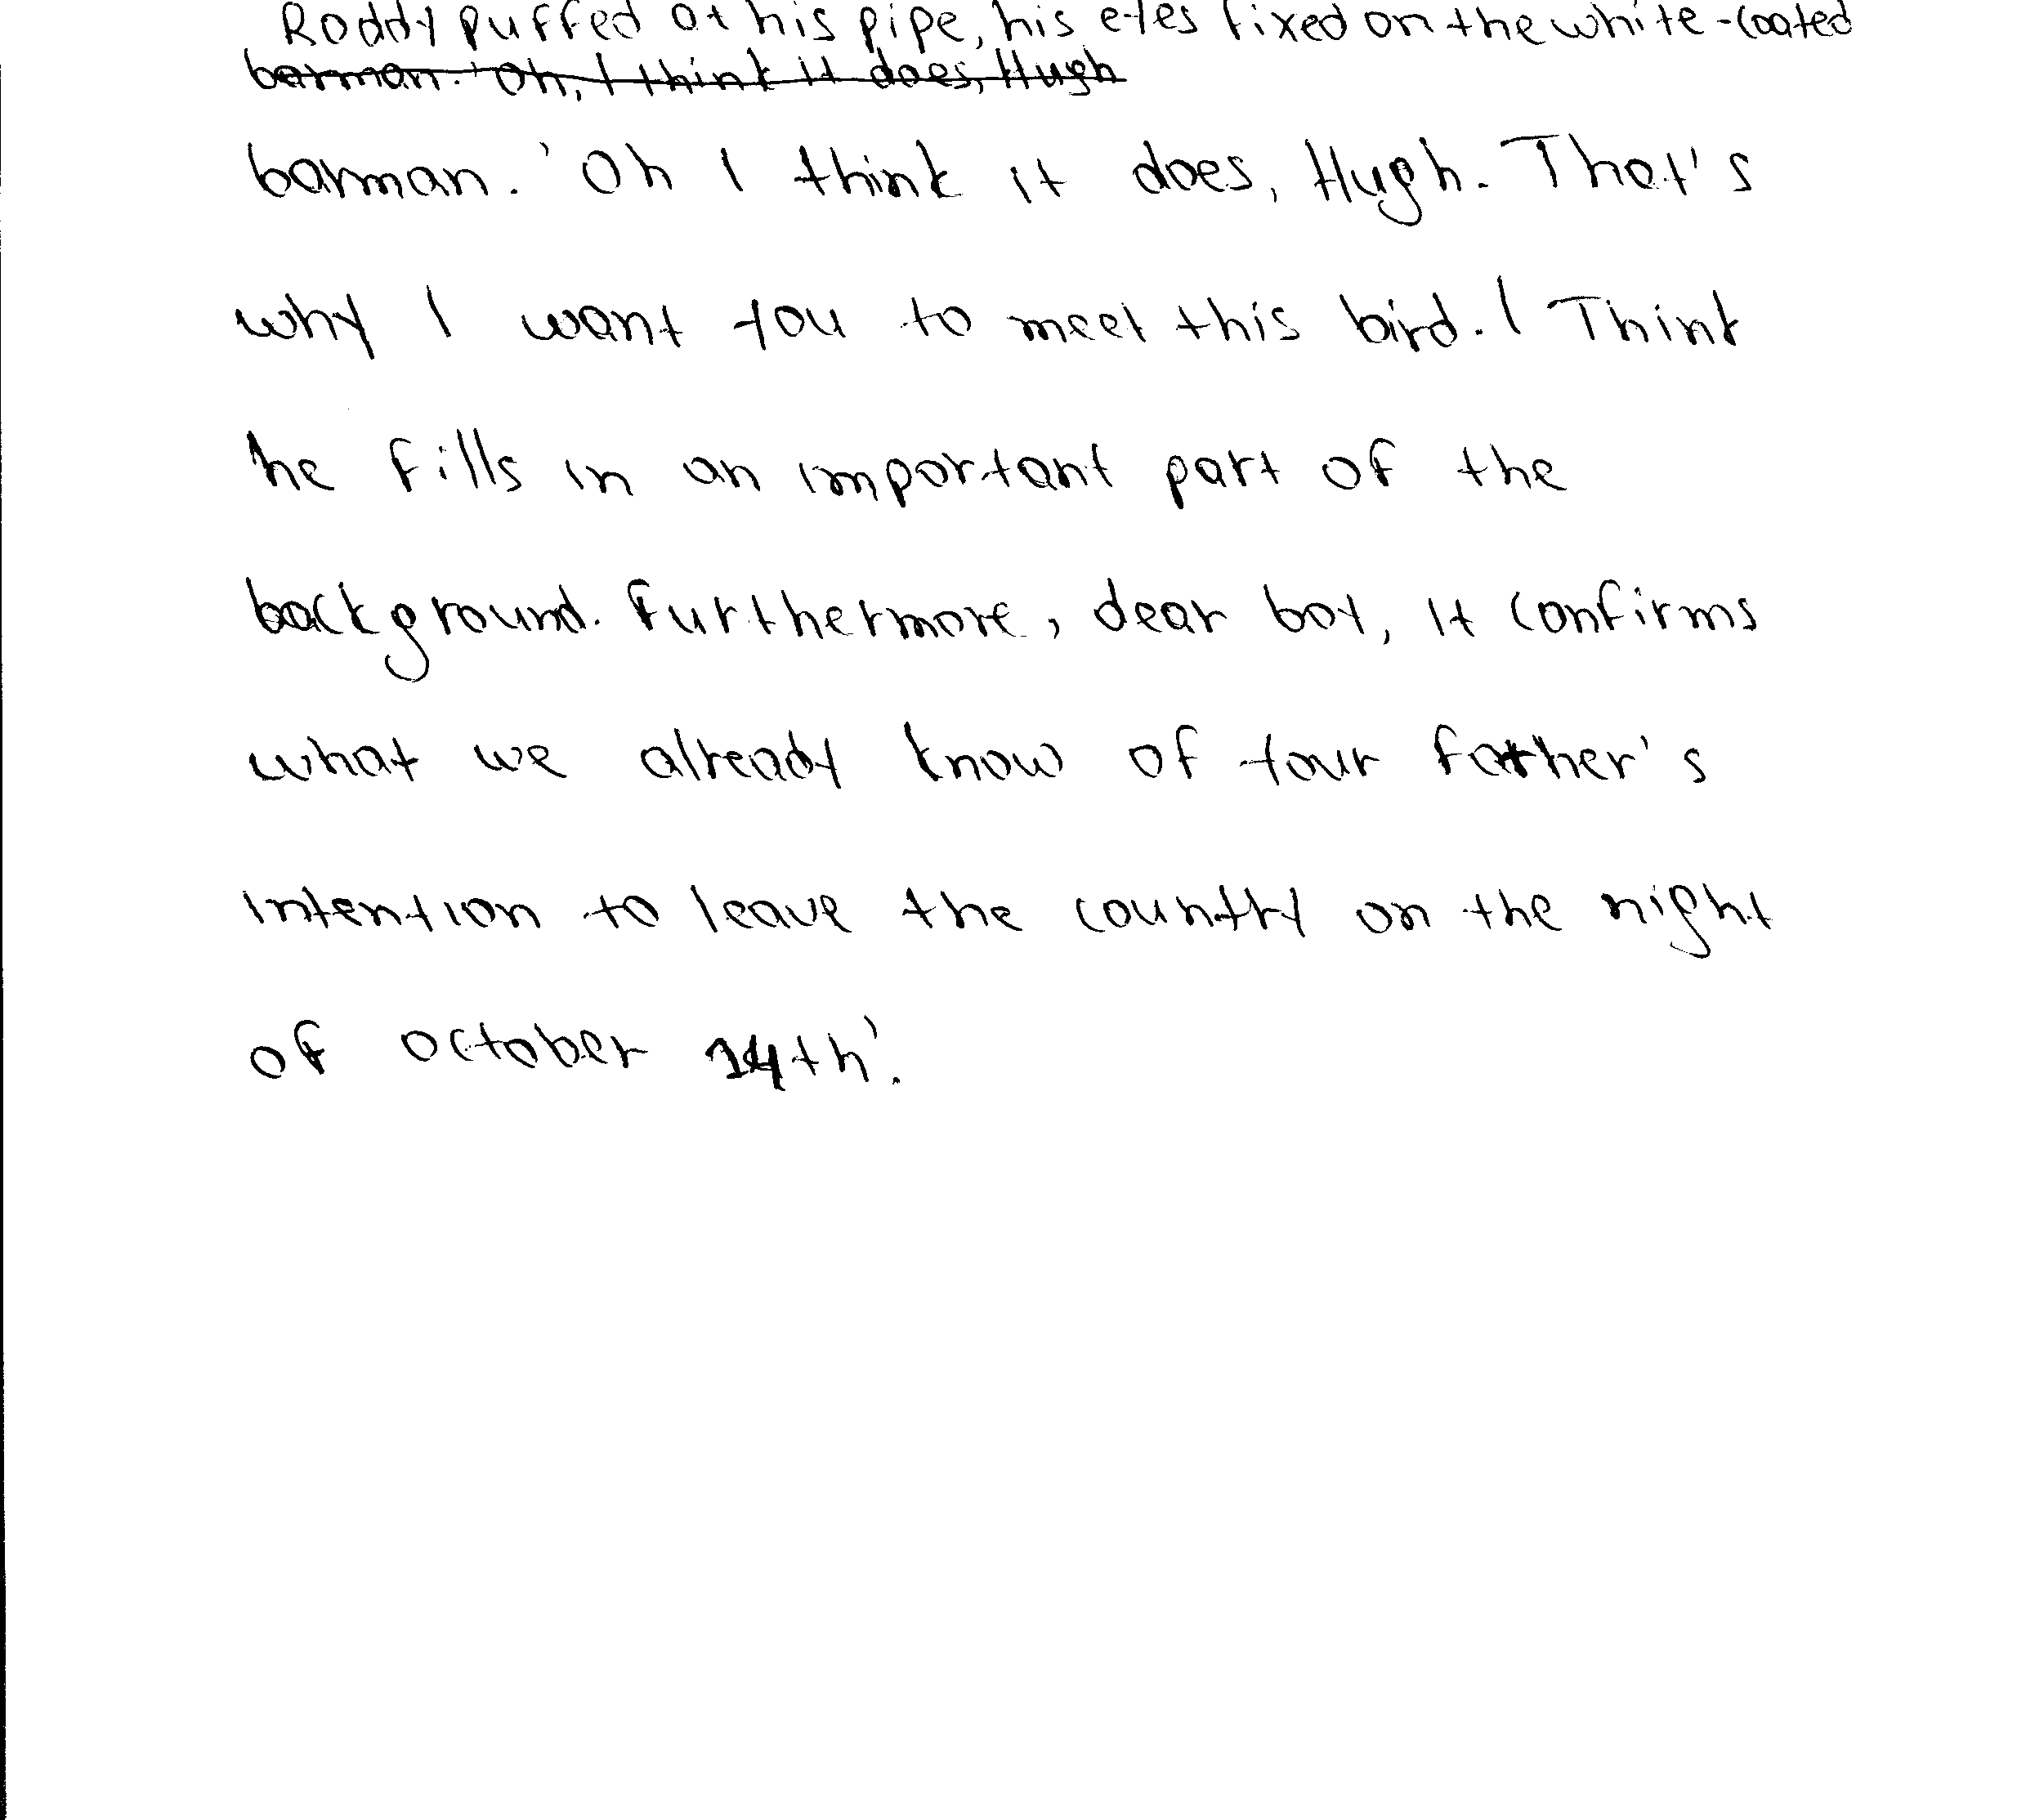 Roddy puffed at his pipe, his eyes fixed on the white-coated
barman. 'Oh, I think it does, Hugh
barman. 'Oh I think it does, Hugh. That's
why I want you to meet this bird. I Think
he fills in an important part of the
background. Furthermore, dear boy, it confirms
what we already know of your father's
intention to leave the country on the night
of october 14th'.